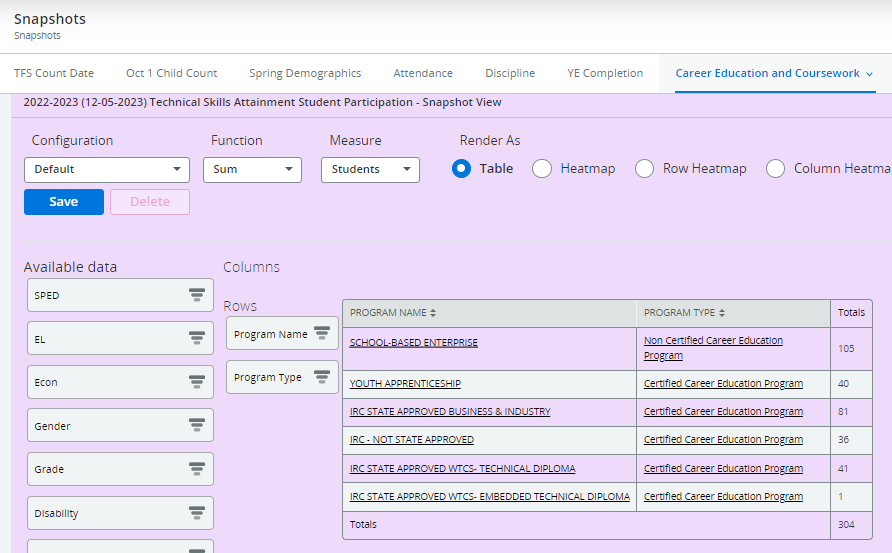 Snapshots
Snapshots
TFS Count Date Oct 1 Child Count Spring Demographics Attendance Discipline YE Completion Career Education and Coursework
2022-2023 (12-05-2023) Technical Skills Attainment Student Participation - Snapshot View
Configuration Function Measure Render As
Default Sum Students Table Heatmap Row Heatmap Column Heatma
Save Delete
Available data Columns
SPED
Rows
PROGRAM NAME PROGRAM TYPE Totals
Program Name
EL
SCHOOL-BASED ENTERPRISE Non Certified Career Education
Program 105
Program Type
Econ
YOUTH APPRENTICESHIP Certified Career Education Program 40
IRC STATE APPROVED BUSINESS & INDUSTRY Certified Career Education Program 81
Gender
IRC - NOT STATE APPROVED Certified Career Education Program 36
Grade
IRC STATE APPROVED WTCS- TECHNICAL DIPLOMA Certified Career Education Program 41
IRC STATE APPROVED WTCS- EMBEDDED TECHNICAL DIPLOMA Certified Career Education Program 1
Disability
Totals 304